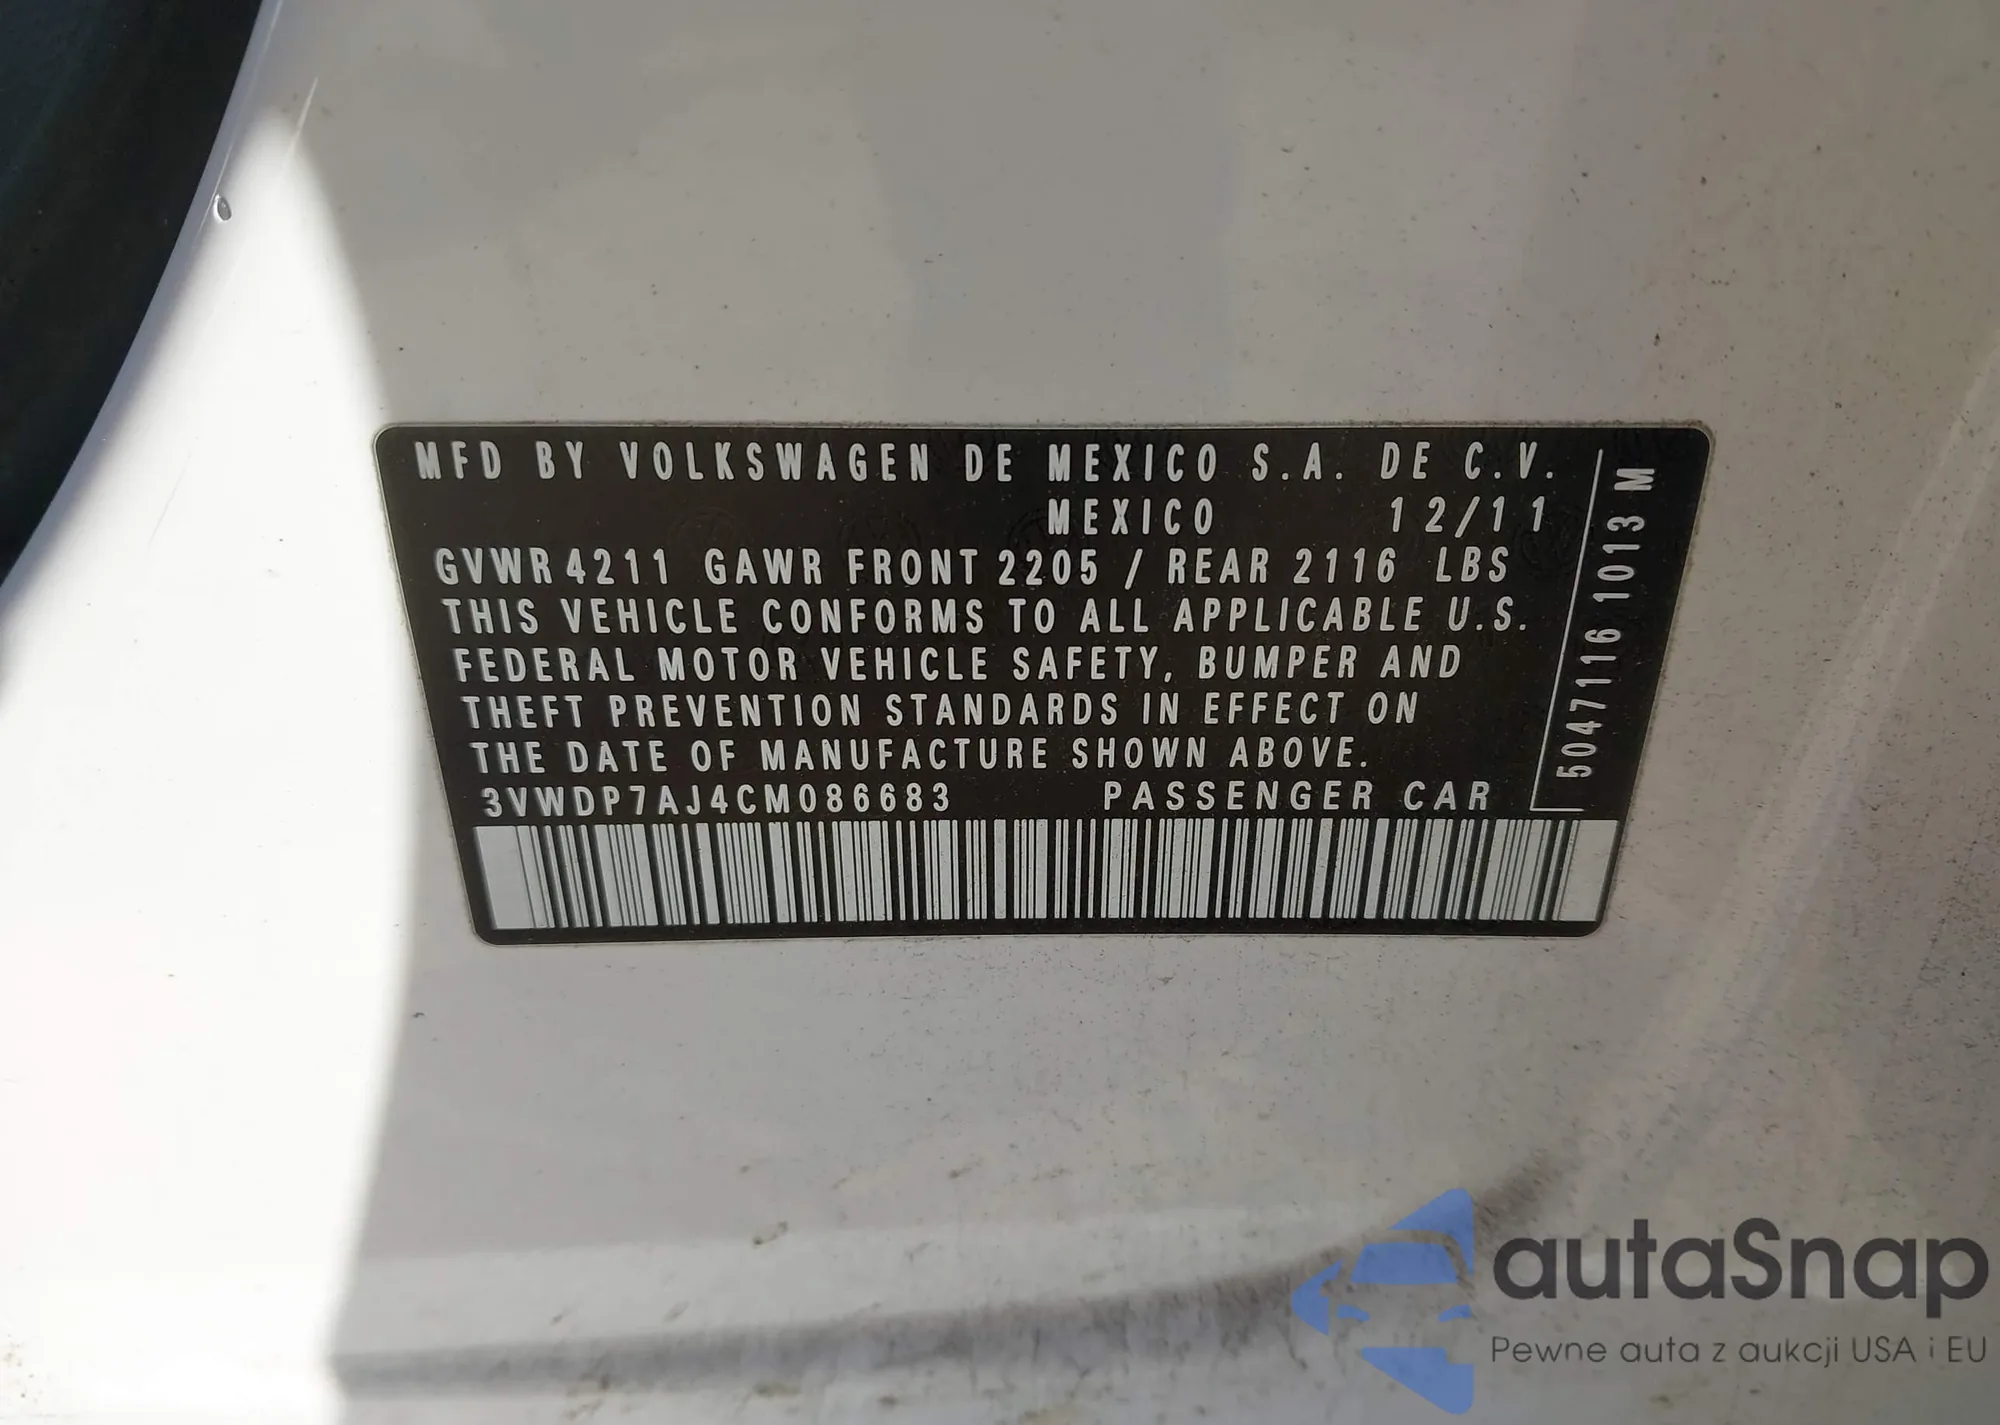 MFD BY VOLKSWAGEN DE MEXICO S.A. DE C.V.
MEXICO 12/11
GVWR 4211 GAWR FRONT 2205 / REAR 2116 LBS
THIS VEHICLE CONFORMS TO ALL APPLICABLE U.S.
FEDERAL MOTOR VEHICLE SAFETY, BUMPER AND
THEFT PREVENTION STANDARDS IN EFFECT ON
THE DATE OF MANUFACTURE SHOWN ABOVE.
3VWDP7AJ4CM086683 PASSENGER CAR
5047116 1013 M
autaSnap
Pewne auta z aukcji USA i EU